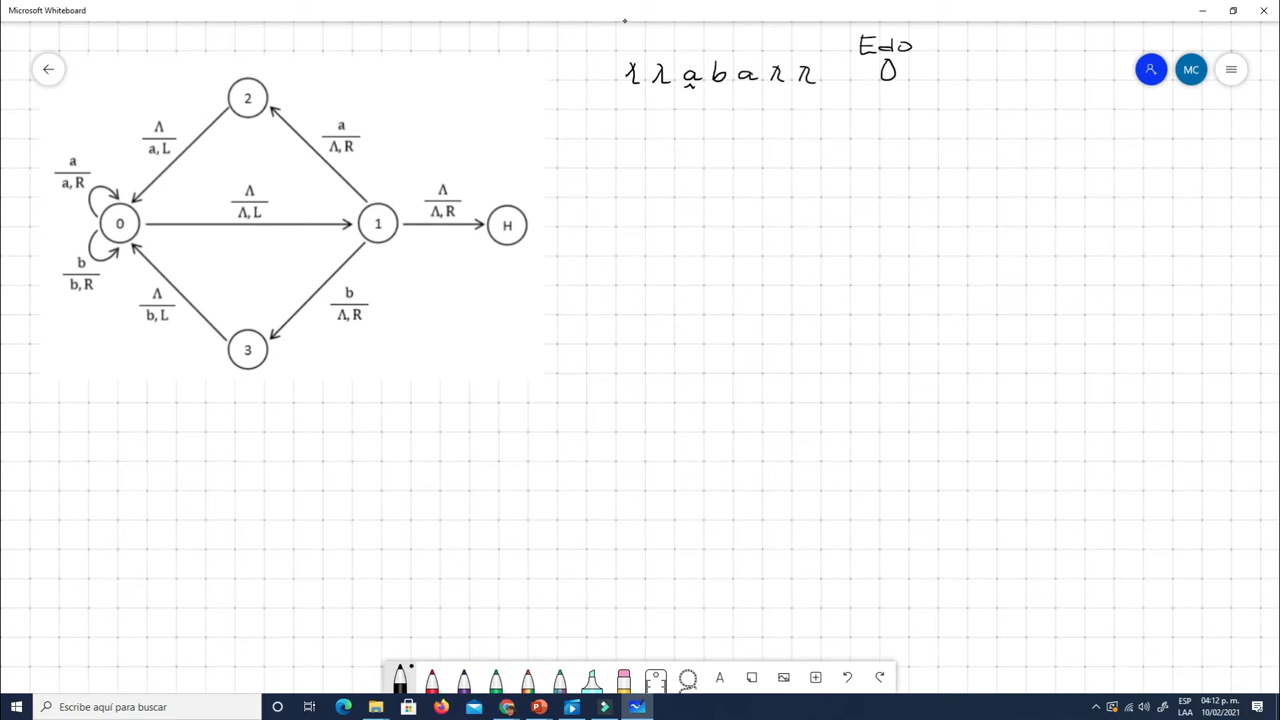 Microsoft Whiteboard
Edo
λ λ a b a λ λ 0
MC
2
Λ
a, L
a
Λ, R
a
a, R
Λ
Λ, L
Λ
Λ, R
0
1
H
b
b, R
Λ
b, L
b
Λ, R
3
A
Escribe aquí para buscar
ESP
LAA
04:12 p. m.
10/02/2021